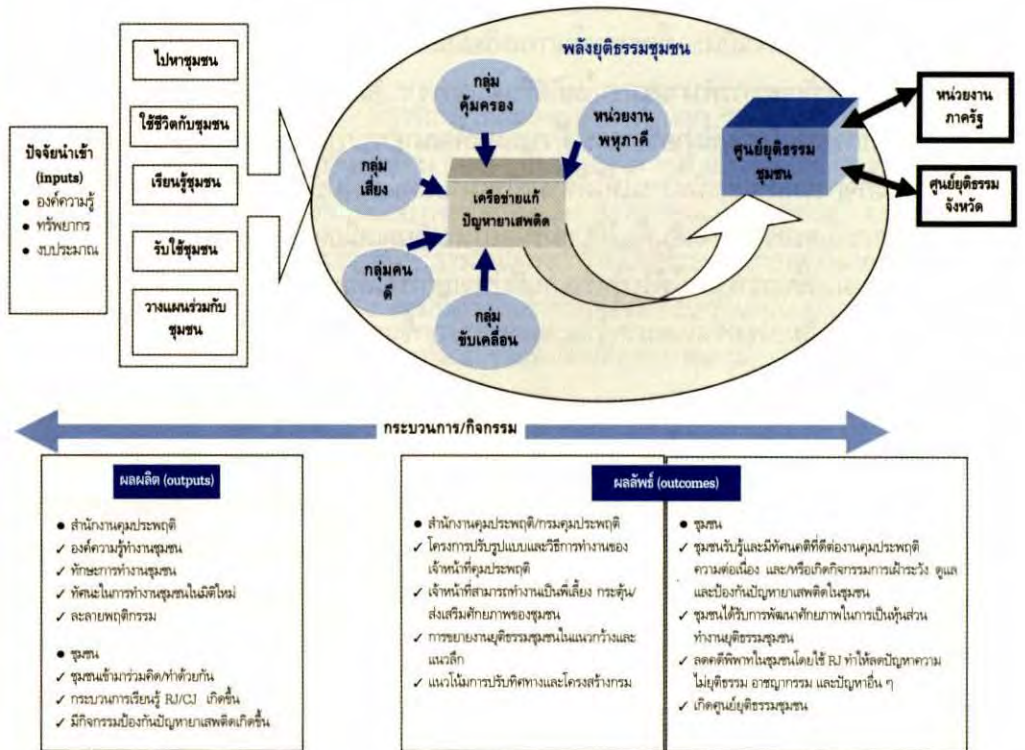 ปัจจัยนำเข้า
(inputs)
● องค์ความรู้
● ทรัพยากร
● งบประมาณ
ไปหาชุมชน
ใช้ชีวิตกับชุมชน
เรียนรู้ชุมชน
รับใช้ชุมชน
วางแผนร่วมกับ
ชุมชน
พลังยุติธรรมชุมชน
กลุ่ม
คุ้มครอง
หน่วยงาน
พหุภาคี
กลุ่ม
เสี่ยง
เครือข่ายแก้
ปัญหายาเสพติด
กลุ่มคน
ดี
กลุ่ม
ขับเคลื่อน
ศูนย์ยุติธรรม
ชุมชน
หน่วยงาน
ภาครัฐ
ศูนย์ยุติธรรม
จังหวัด
กระบวนการ/กิจกรรม
ผลผลิต (outputs)
● สำนักงานคุมประพฤติ
✓ องค์ความรู้ทำงานชุมชน
✓ ทักษะการทำงานชุมชน
✓ ทัศนะในการทำงานชุมชนในมิติใหม่
✓ ละลายพฤติกรรม
● ชุมชน
✓ ชุมชนเข้ามาร่วมคิด/ทำด้วยกัน
✓ กระบวนการเรียนรู้ RJ/CJ เกิดขึ้น
✓ มีกิจกรรมป้องกันปัญหายาเสพติดเกิดขึ้น
ผลลัพธ์ (outcomes)
● สำนักงานคุมประพฤติ/กรมคุมประพฤติ
✓ โครงการปรับรูปแบบและวิธีการทำงานของ
เจ้าหน้าที่คุมประพฤติ
✓ เจ้าหน้าที่สามารถทำงานเป็นพี่เลี้ยง กระตุ้น/
ส่งเสริมศักยภาพของชุมชน
✓ การขยายงานยุติธรรมชุมชนในแนวกว้างและ
แนวลึก
✓ แนวโน้มการปรับทิศทางและโครงสร้างกรม
● ชุมชน
✓ ชุมชนรับรู้และมีทัศนคติที่ดีต่องานคุมประพฤติ
ความต่อเนื่อง และ/หรือเกิดกิจกรรมการเฝ้าระวัง ดูแล
และป้องกันปัญหายาเสพติดในชุมชน
✓ ชุมชนได้รับการพัฒนาศักยภาพในการเป็นหุ้นส่วน
ทำงานยุติธรรมชุมชน
✓ ลดคดีพิพาทในชุมชนโดยใช้ RJ ทำให้ลดปัญหาความ
ไม่ยุติธรรม อาชญากรรม และปัญหาอื่น ๆ
✓ เกิดศูนย์ยุติธรรมชุมชน